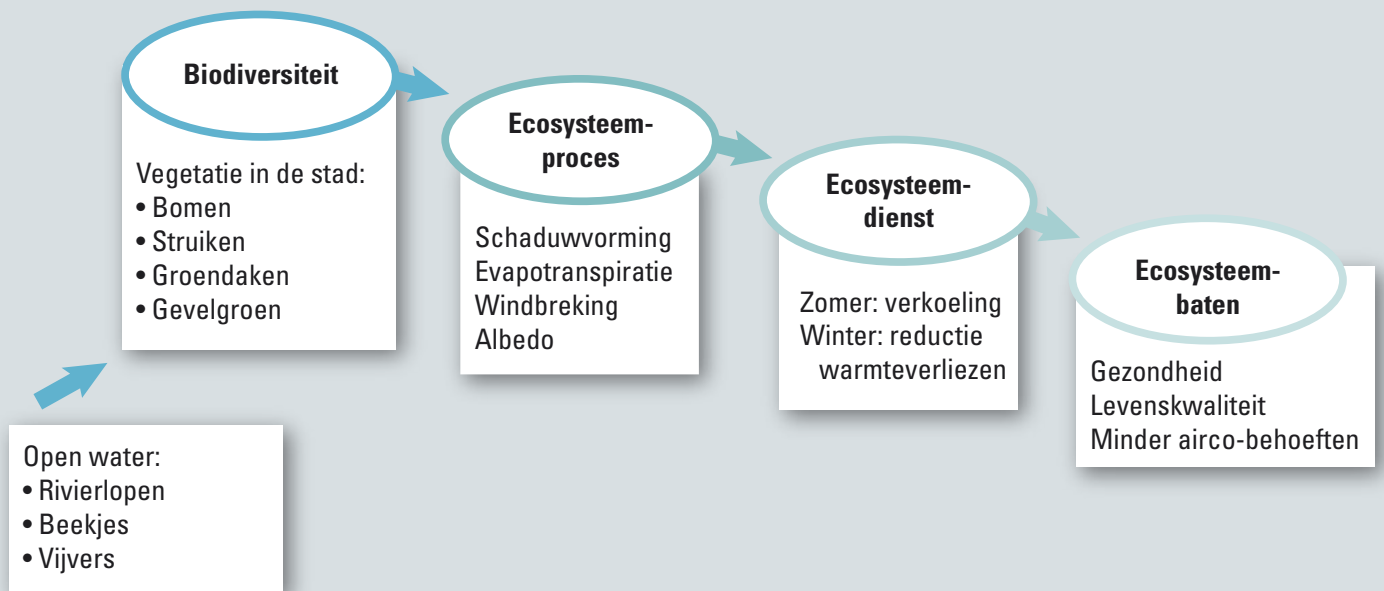 Biodiversiteit
Vegetatie in de stad:
• Bomen
• Struiken
• Groendaken
• Gevelgroen
Open water:
• Rivierlopen
• Beekjes
• Vijvers
Ecosysteem-
proces
Schaduwvorming
Evapotranspiratie
Windbreking
Albedo
Ecosysteem-
dienst
Zomer: verkoeling
Winter: reductie
warmteverliezen
Ecosysteem-
baten
Gezondheid
Levenskwaliteit
Minder airco-behoeften